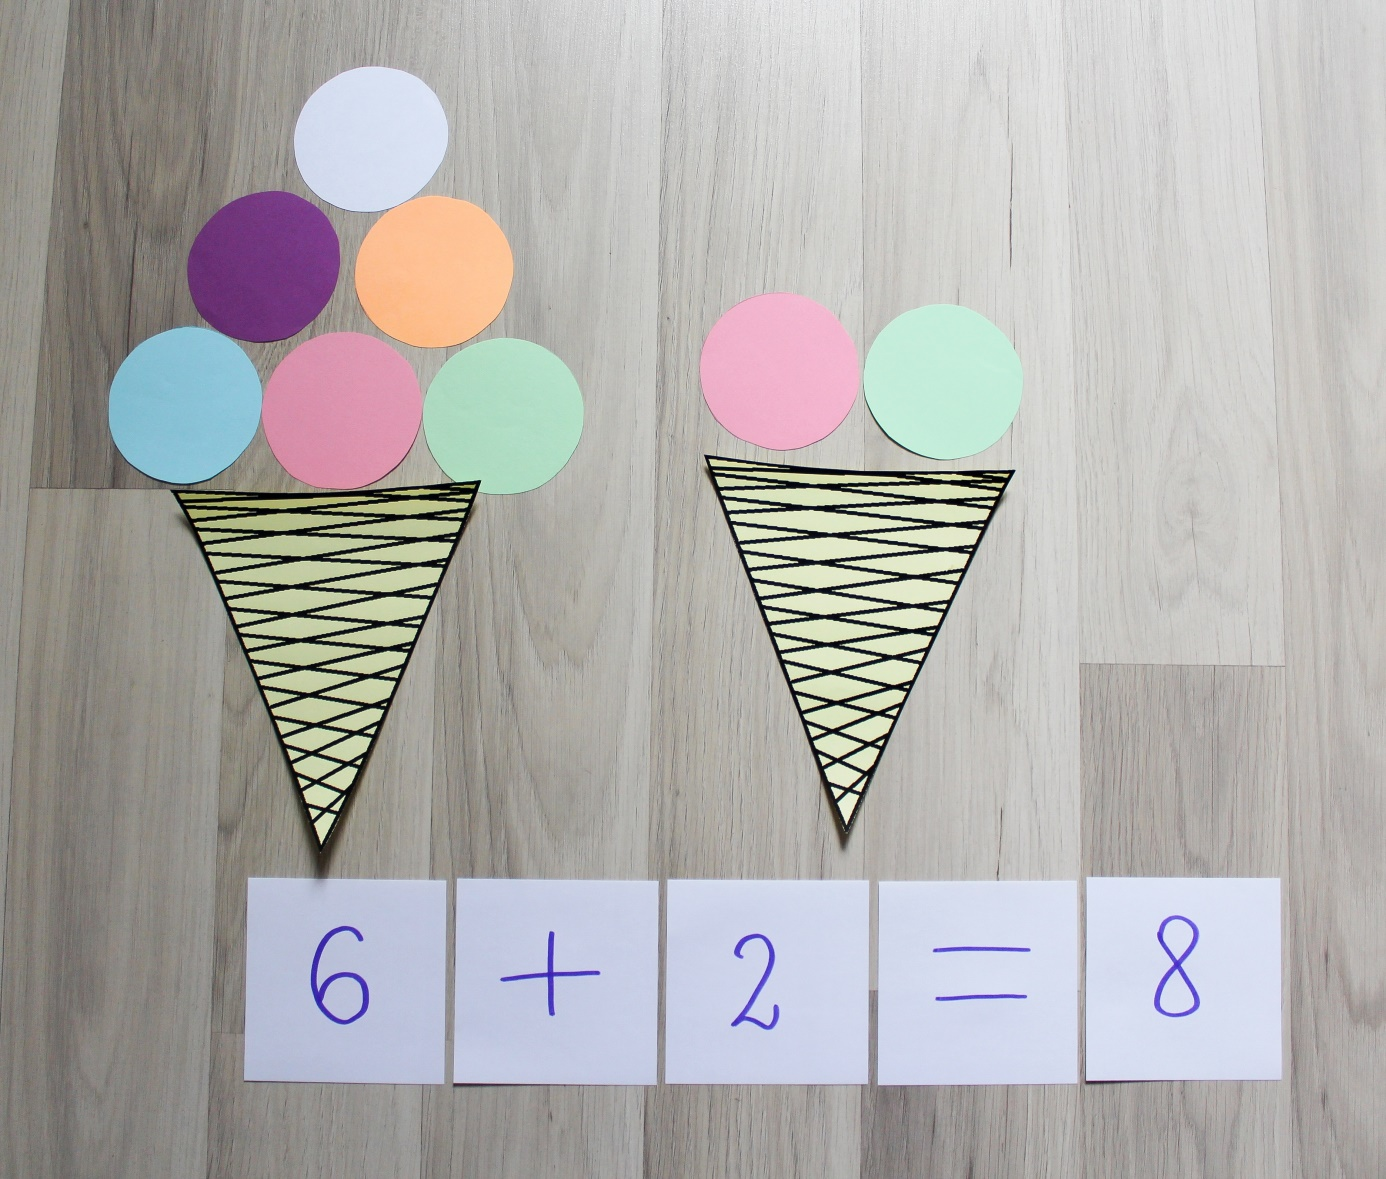 6 + 2 = 8